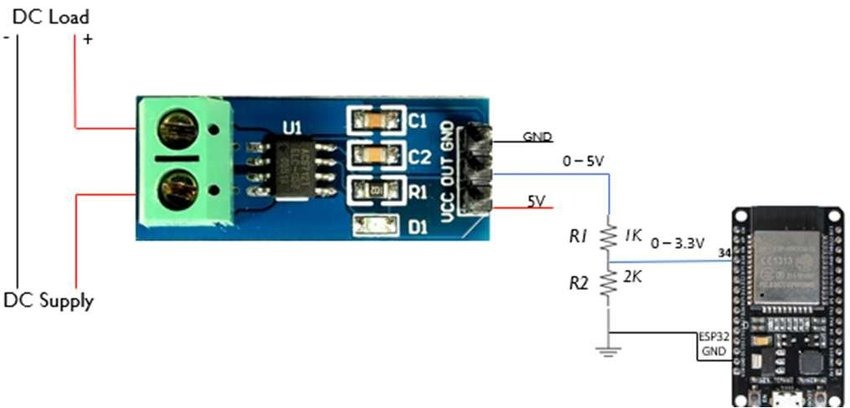 DC Load
- +
U1
C1
C2
R1
D1
GND
OUT
VCC
GND
0 – 5V
5V
R1 1K
0 – 3.3V
34
R2 2K
ESP32
GND
DC Supply
102